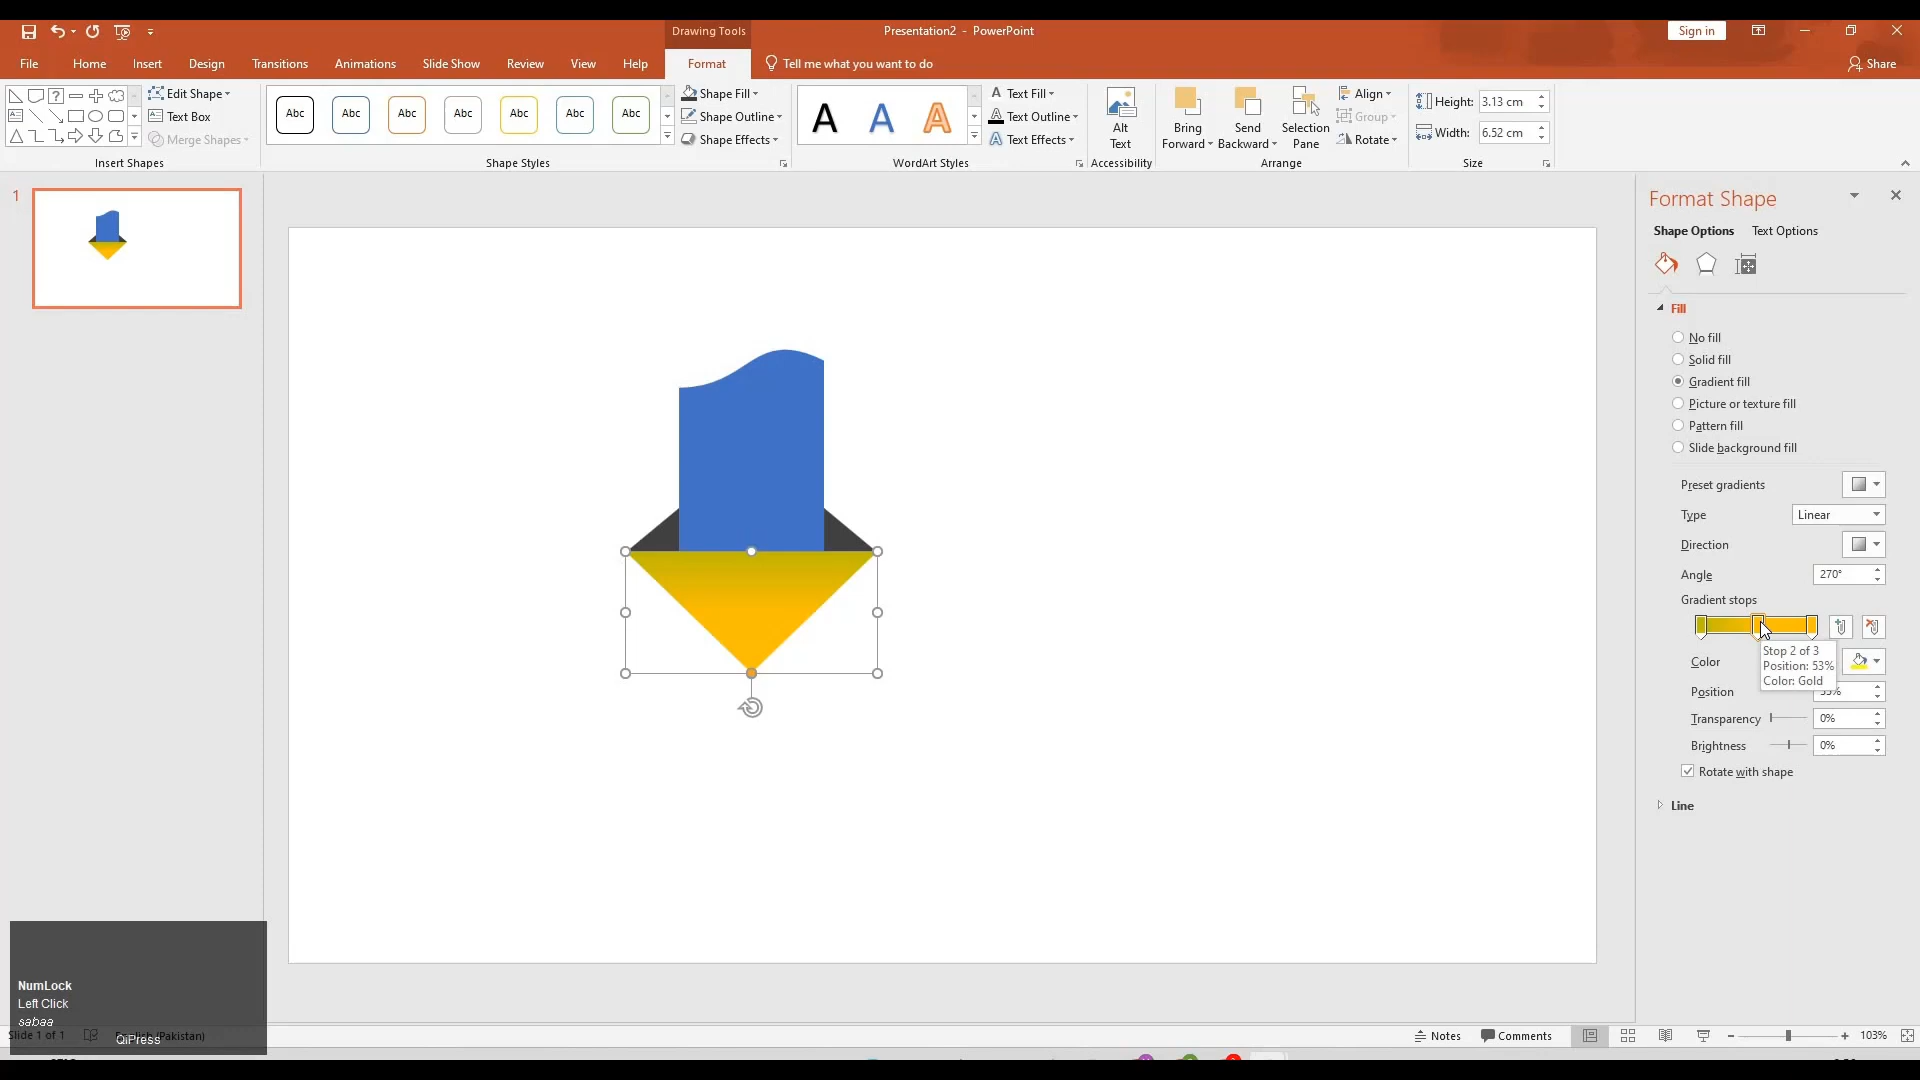 Drawing Tools
Presentation2 - PowerPoint
Sign in
File Home Insert Design Transitions Animations Slide Show Review View Help Format Tell me what you want to do
Share
Edit Shape
Text Box
Merge Shapes
Insert Shapes
Abc Abc Abc Abc Abc Abc Abc
Shape Fill
Shape Outline
Shape Effects
Shape Styles
A A A
Text Fill
Text Outline
Text Effects
WordArt Styles
Alt
Text
Accessibility
Bring
Forward
Send
Backward
Selection
Pane
Align
Group
Rotate
Arrange
Height: 3.13 cm
Width: 6.52 cm
Size
1
Format Shape
Shape Options Text Options
Fill
No fill
Solid fill
Gradient fill
Picture or texture fill
Pattern fill
Slide background fill
Preset gradients
Type Linear
Direction
Angle 270°
Gradient stops
Stop 2 of 3
Position: 53%
Color: Gold
Color
Position 53%
Transparency 0%
Brightness 0%
Rotate with shape
Line
NumLock
Left Click
sabaa
QiPress
Slide 1 of 1 English (Pakistan)
Notes Comments 103%